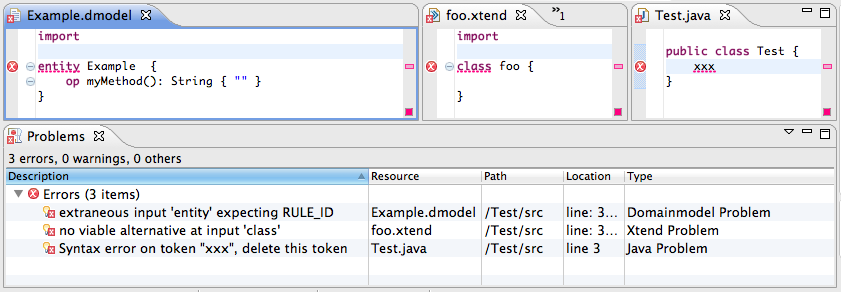 Example.dmodel
import
entity Example {
op myMethod(): String { "" }
}
foo.xtend
»1
import
class foo {
}
Test.java
public class Test {
xxx
}
Problems
3 errors, 0 warnings, 0 others
Description Resource Path Location Type
Errors (3 items)
extraneous input 'entity' expecting RULE_ID Example.dmodel /Test/src line: 3... Domainmodel Problem
no viable alternative at input 'class' foo.xtend /Test/src line: 3... Xtend Problem
Syntax error on token "xxx", delete this token Test.java /Test/src line 3 Java Problem